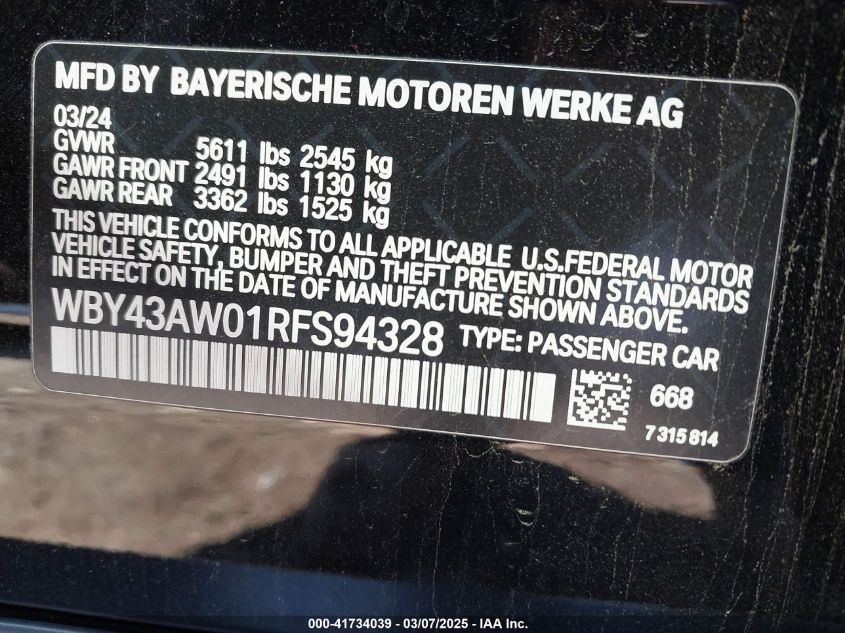 MFD BY BAYERISCHE MOTOREN WERKE AG
03/24
GVWR 5611 lbs 2545 kg
GAWR FRONT 2491 lbs 1130 kg
GAWR REAR 3362 lbs 1525 kg
THIS VEHICLE CONFORMS TO ALL APPLICABLE U.S.FEDERAL MOTOR
VEHICLE SAFETY, BUMPER AND THEFT PREVENTION STANDARDS
IN EFFECT ON THE DATE OF MANUFACTURE SHOWN ABOVE.
WBY43AW01RFS94328 TYPE: PASSENGER CAR
668
7315814
000-41734039 - 03/07/2025 - IAA Inc.